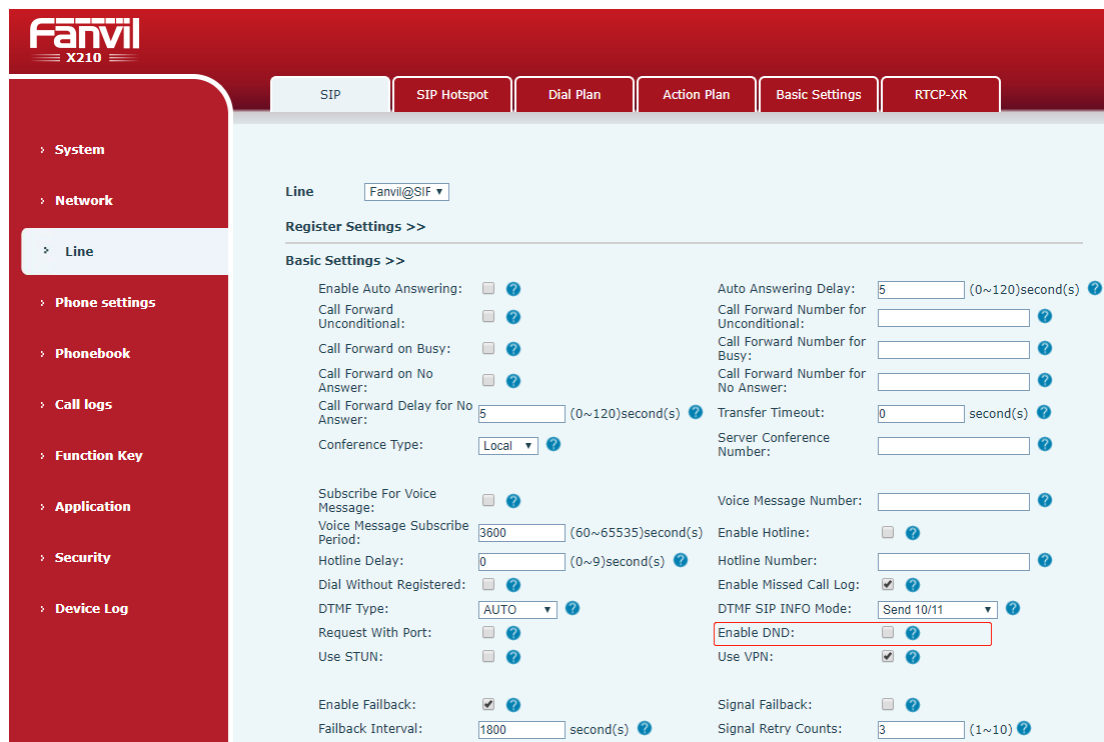 Fanvil
X210
SIP
SIP Hotspot
Dial Plan
Action Plan
Basic Settings
RTCP-XR
System
Network
Line
Phone settings
Phonebook
Call logs
Function Key
Application
Security
Device Log
Line Fanvil@SIF
Register Settings >>
Basic Settings >>
Enable Auto Answering: ?
Auto Answering Delay: 5 (0~120)second(s) ?
Call Forward
Unconditional: ?
Call Forward Number for
Unconditional: ?
Call Forward on Busy: ?
Call Forward Number for
Busy: ?
Call Forward on No
Answer: ?
Call Forward Number for
No Answer: ?
Call Forward Delay for No
Answer: 5 (0~120)second(s) ?
Transfer Timeout: 0 second(s) ?
Conference Type: Local ?
Server Conference
Number: ?
Subscribe For Voice
Message: ?
Voice Message Number: ?
Voice Message Subscribe
Period: 3600 (60~65535)second(s)
Enable Hotline: ?
Hotline Delay: 0 (0~9)second(s) ?
Hotline Number: ?
Dial Without Registered: ?
Enable Missed Call Log: ?
DTMF Type: AUTO ?
DTMF SIP INFO Mode: Send 10/11 ?
Request With Port: ?
Enable DND: ?
Use STUN: ?
Use VPN: ?
Enable Failback: ?
Signal Failback: ?
Failback Interval: 1800 second(s) ?
Signal Retry Counts: 3 (1~10) ?